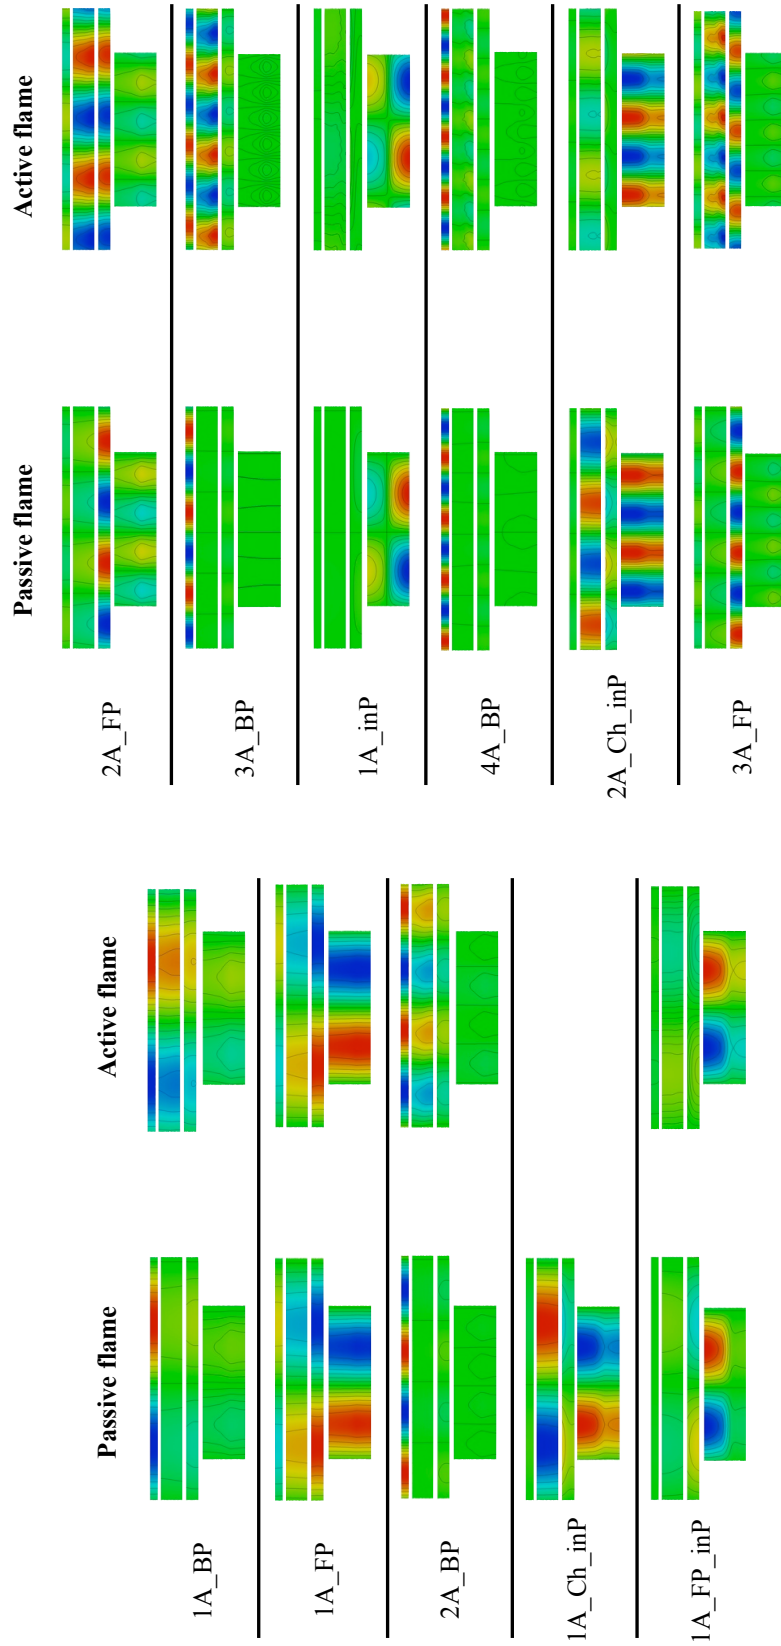 Passive flame
Active flame
1A_BP
1A_FP
2A_BP
1A_Ch_inP
1A_FP_inP
Passive flame
Active flame
2A_FP
3A_BP
1A_inP
4A_BP
2A_Ch_inP
3A_FP